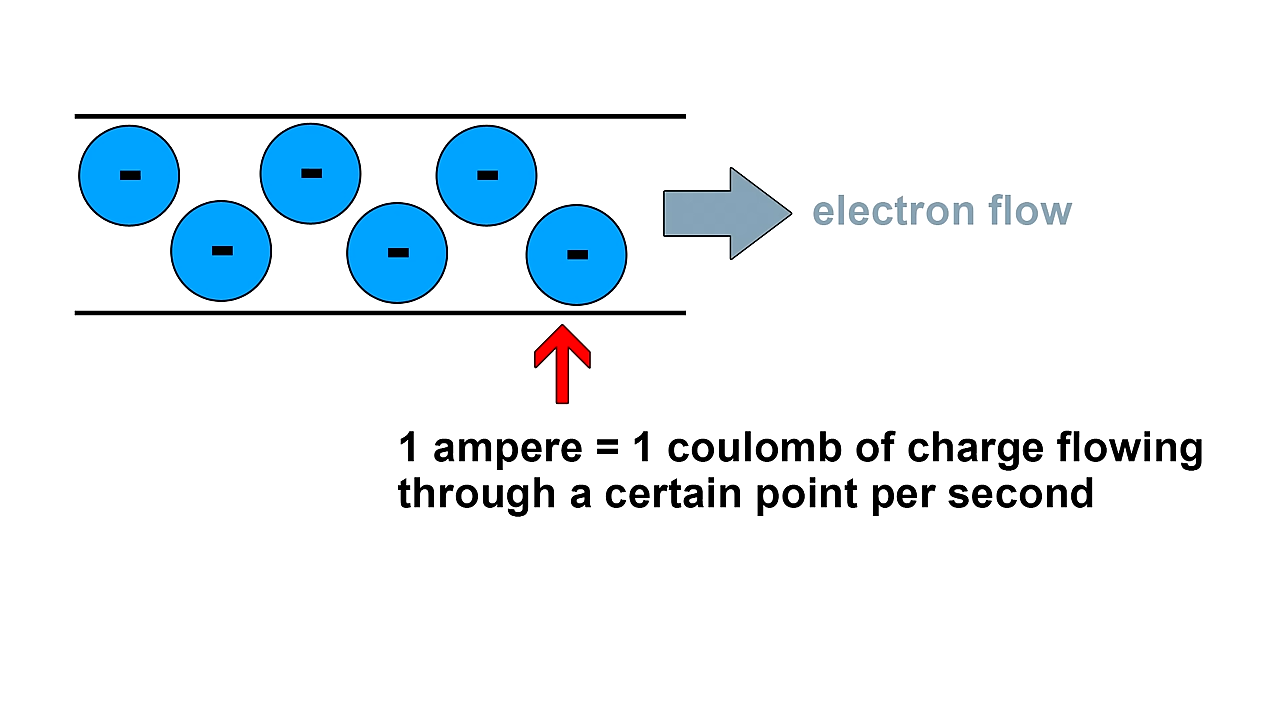 - - -
- - -
electron flow
1 ampere = 1 coulomb of charge flowing
through a certain point per second